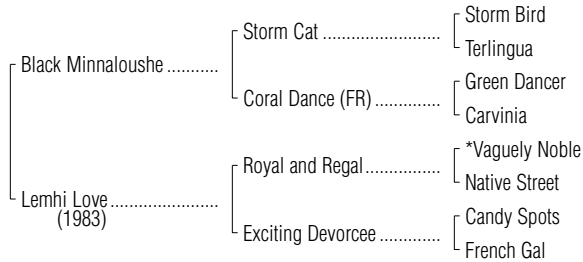 Storm Bird
Storm Cat ......................
Terlingua
Black Minnaloushe ..........
Green Dancer
Coral Dance (FR) ..............
Carvinia
*Vaguely Noble
Royal and Regal................
Native Street
Lemhi Love .....................
(1983)
Candy Spots
Exciting Devorcee .............
French Gal